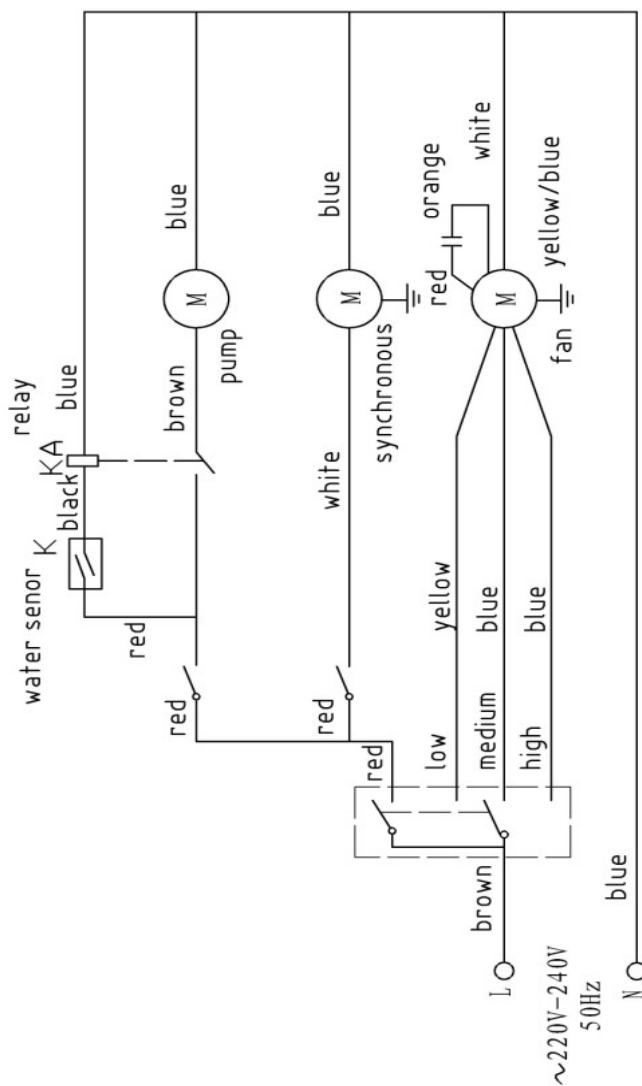 water senor
K
KA
relay
red
black
blue
red
brown
M
pump
blue
red
white
M
synchronous
blue
red
low
yellow
medium
blue
high
blue
red
orange
M
fan
white
yellow/blue
brown
L
~220V-240V
50Hz
N
blue